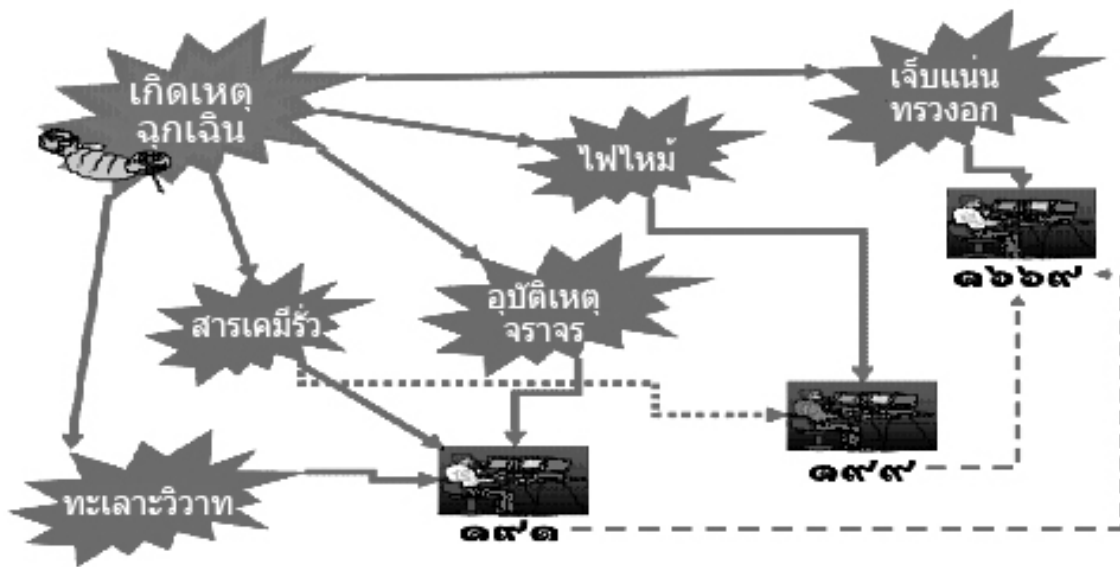 เกิดเหตุ
ฉุกเฉิน
เจ็บแน่น
ทรวงอก
ไฟไหม้
๑๖๖๙
สารเคมีรั่ว
อุบัติเหตุ
จราจร
๑๙๙
ทะเลาะวิวาท
๑๙๑